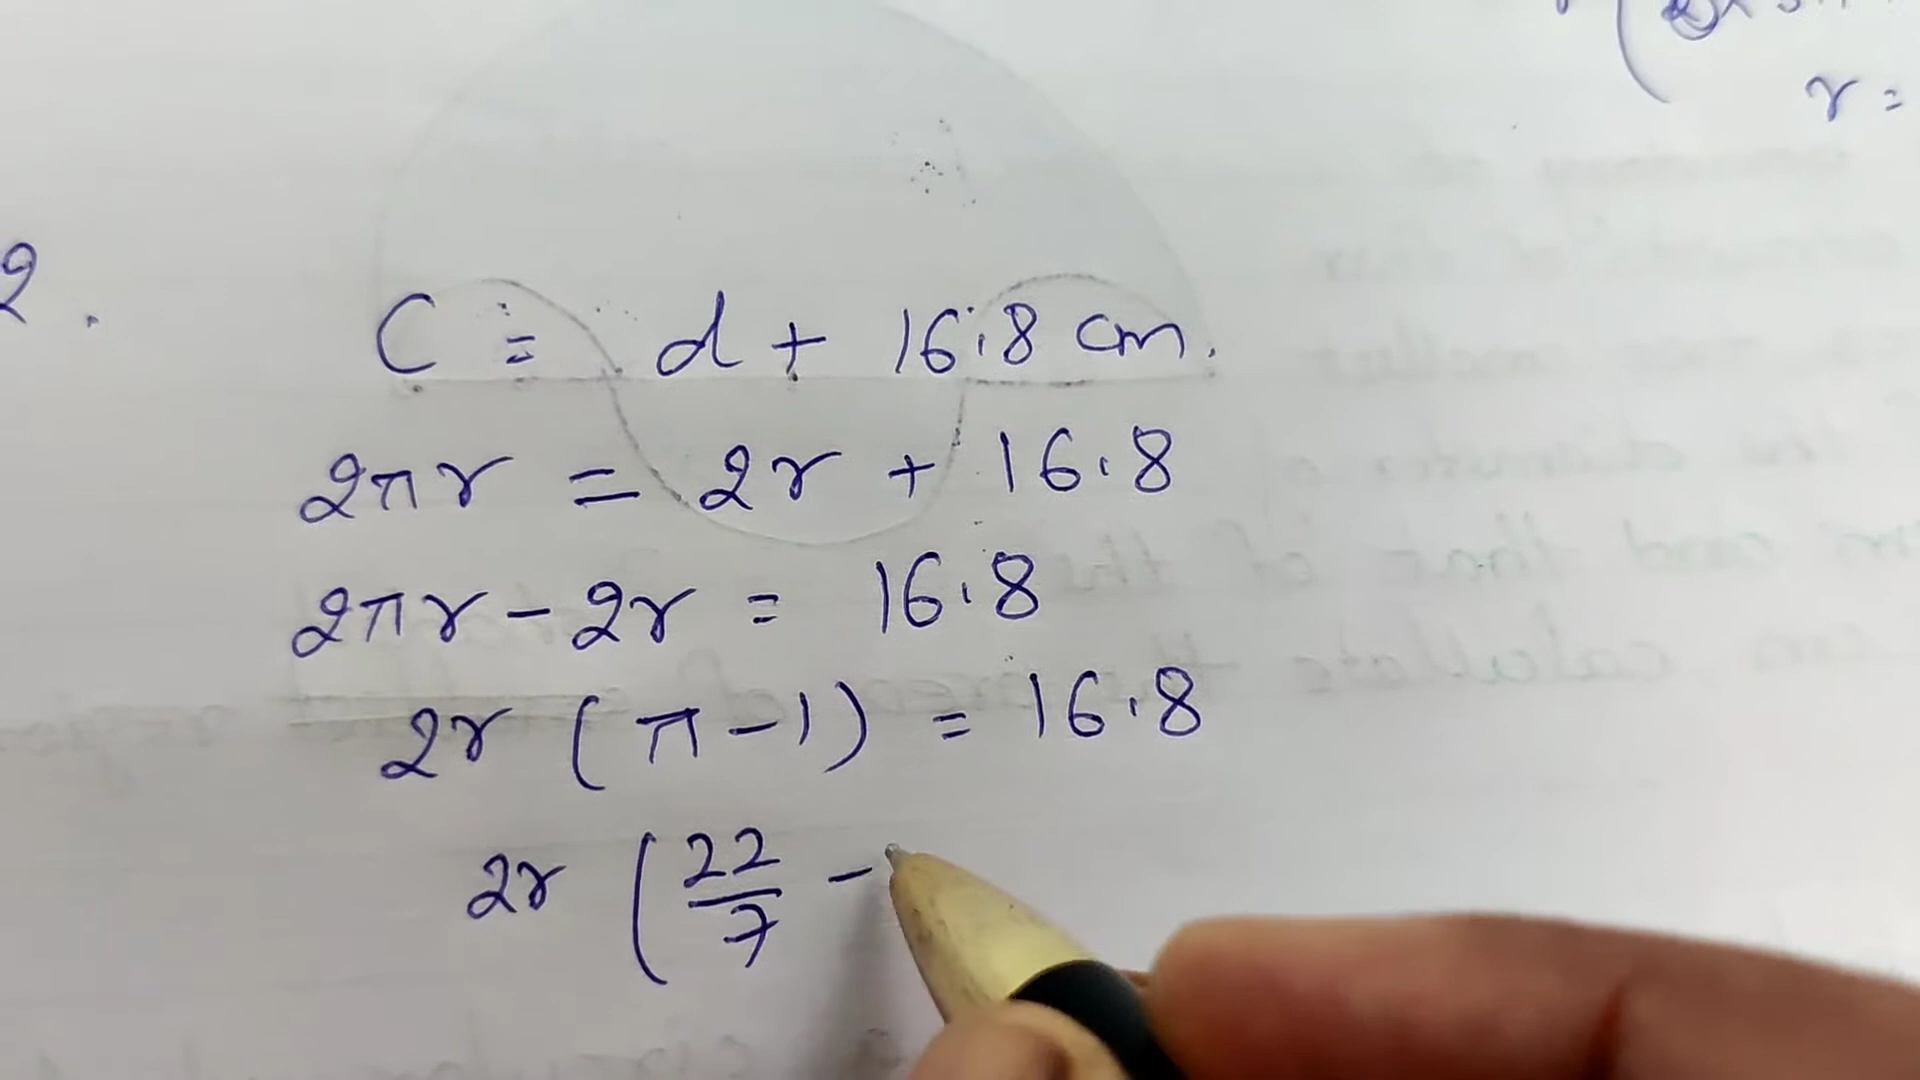 r =
2.
C = d + 16.8 cm.
2πr = 2r + 16.8
2πr - 2r = 16.8
2r (π - 1) = 16.8
2r ( 22/7 -